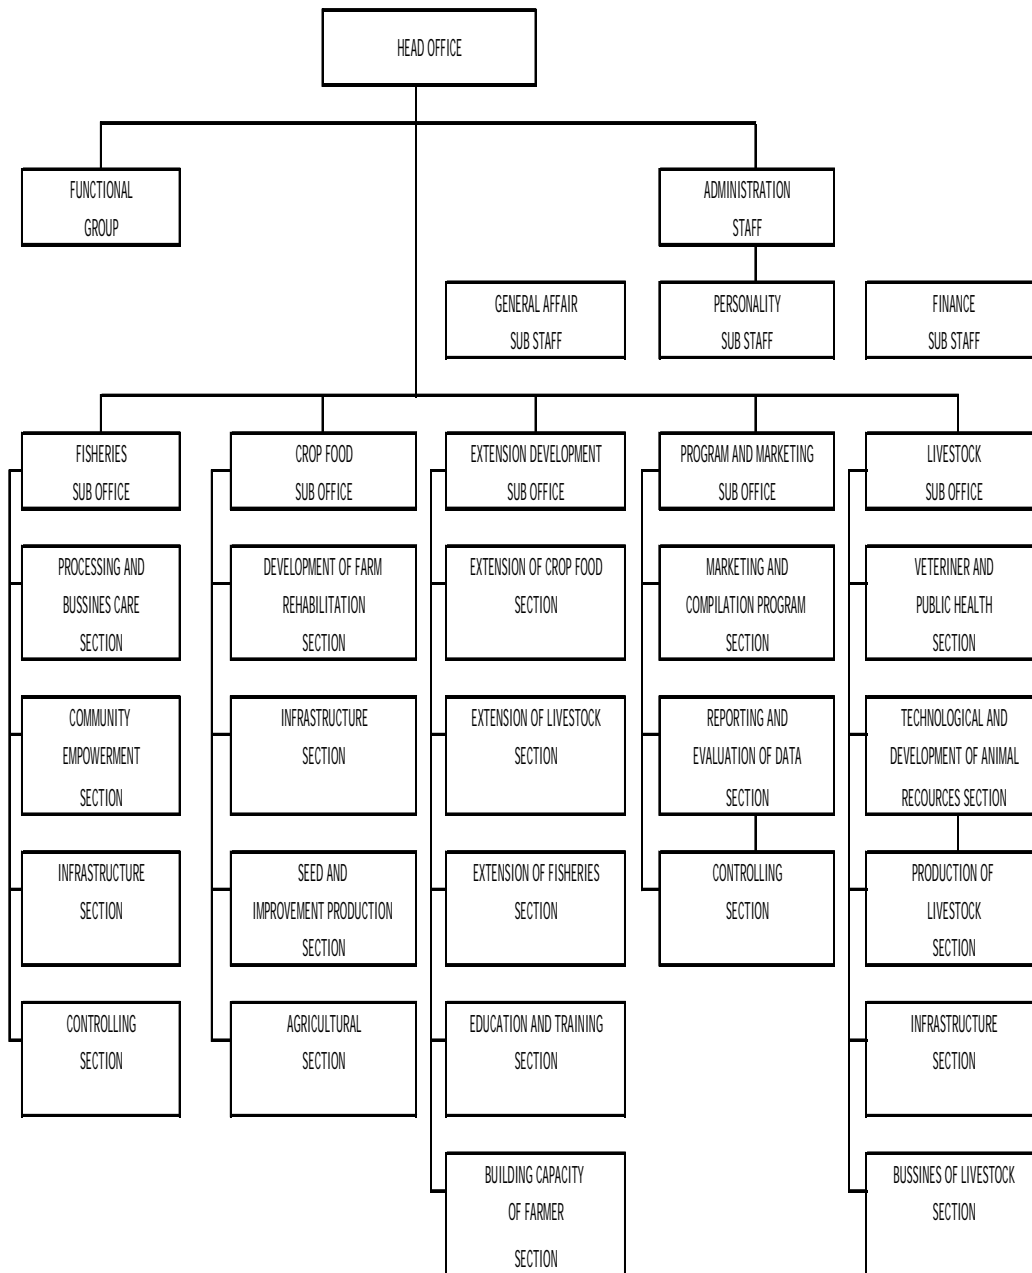 HEAD OFFICE
FUNCTIONAL
GROUP
ADMINISTRATION
STAFF
GENERAL AFFAIR
SUB STAFF
PERSONALITY
SUB STAFF
FINANCE
SUB STAFF
FISHERIES
SUB OFFICE
CROP FOOD
SUB OFFICE
EXTENSION DEVELOPMENT
SUB OFFICE
PROGRAM AND MARKETING
SUB OFFICE
LIVESTOCK
SUB OFFICE
PROCESSING AND
BUSSINES CARE
SECTION
DEVELOPMENT OF FARM
REHABILITATION
SECTION
EXTENSION OF CROP FOOD
SECTION
MARKETING AND
COMPILATION PROGRAM
SECTION
VETERINER AND
PUBLIC HEALTH
SECTION
COMMUNITY
EMPOWERMENT
SECTION
INFRASTRUCTURE
SECTION
EXTENSION OF LIVESTOCK
SECTION
REPORTING AND
EVALUATION OF DATA
SECTION
TECHNOLOGICAL AND
DEVELOPMENT OF ANIMAL
RECOURCES SECTION
INFRASTRUCTURE
SECTION
SEED AND
IMPROVEMENT PRODUCTION
SECTION
EXTENSION OF FISHERIES
SECTION
CONTROLLING
SECTION
PRODUCTION OF
LIVESTOCK
SECTION
CONTROLLING
SECTION
AGRICULTURAL
SECTION
EDUCATION AND TRAINING
SECTION
INFRASTRUCTURE
SECTION
BUILDING CAPACITY
OF FARMER
SECTION
BUSSINES OF LIVESTOCK
SECTION